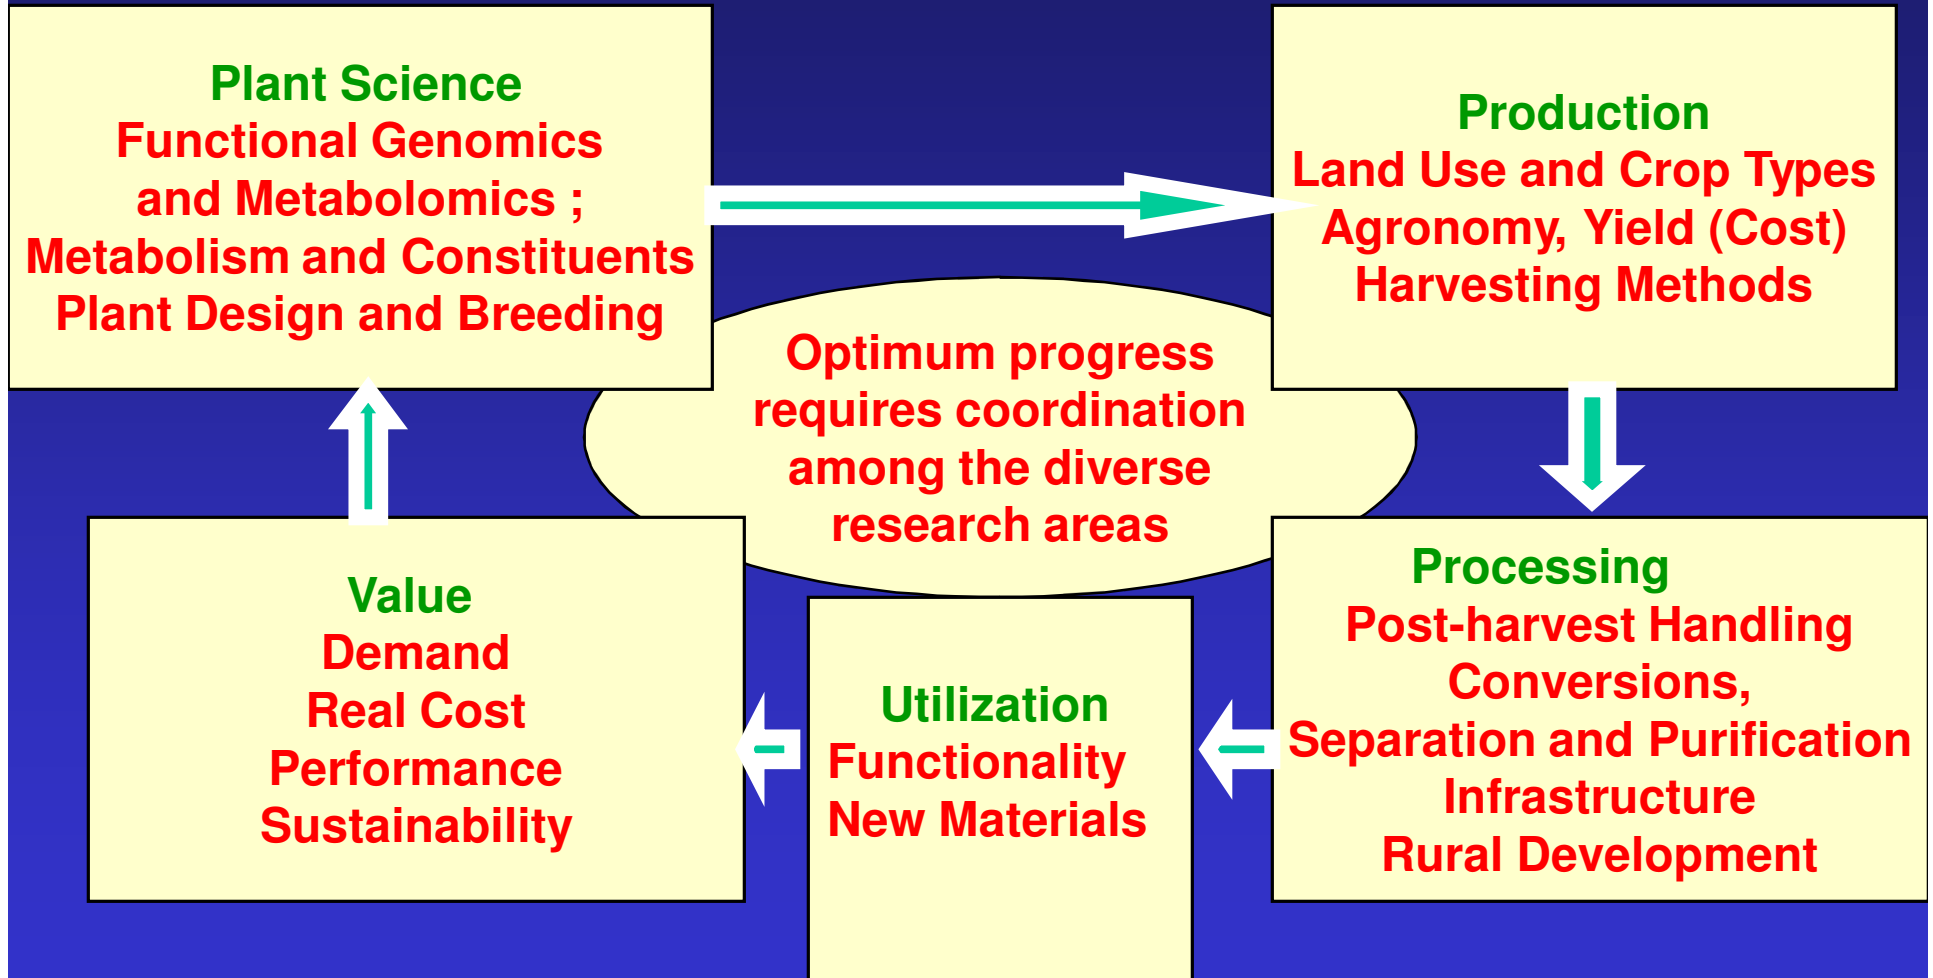 Plant Science
Functional Genomics
and Metabolomics ;
Metabolism and Constituents
Plant Design and Breeding
Production
Land Use and Crop Types
Agronomy, Yield (Cost)
Harvesting Methods
Optimum progress
requires coordination
among the diverse
research areas
Value
Demand
Real Cost
Performance
Sustainability
Utilization
Functionality
New Materials
Processing
Post-harvest Handling
Conversions,
Separation and Purification
Infrastructure
Rural Development